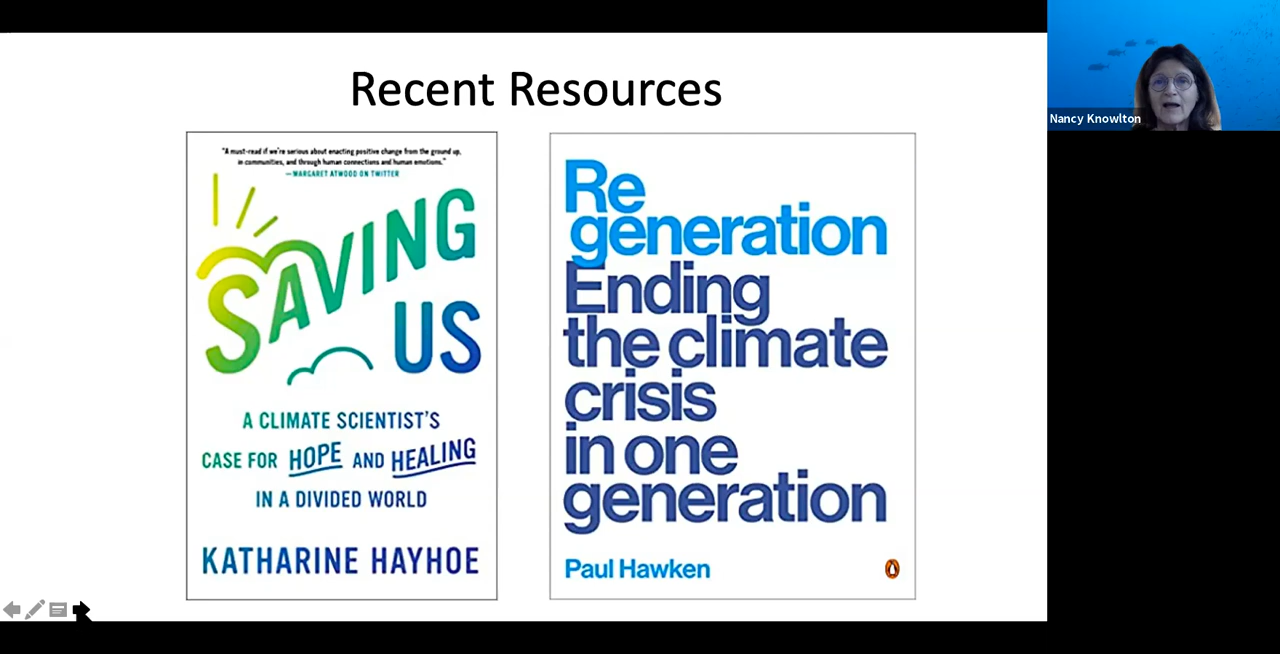 Recent Resources
"A must-read if we're serious about enacting positive change from the ground up,
in communities, and through human connections and human emotions."
—MARGARET ATWOOD ON TWITTER
SAVING
US
A CLIMATE SCIENTIST'S
CASE FOR HOPE AND HEALING
IN A DIVIDED WORLD
KATHARINE HAYHOE
Re
generation
Ending
the climate
crisis
in one
generation
Paul Hawken
Nancy Knowlton